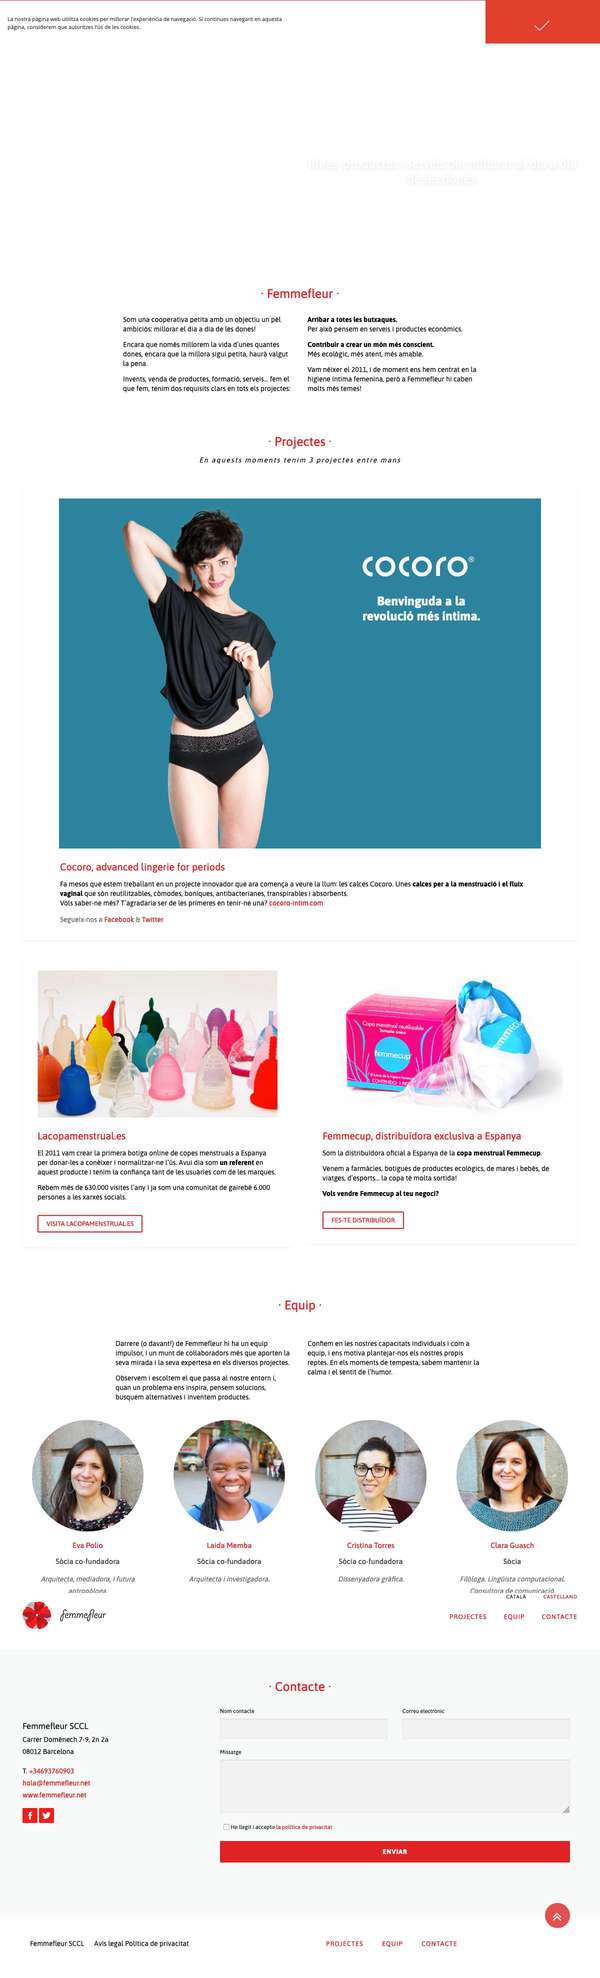 La nostra pàgina web utilitza cookies per millorar l'experiència de navegació. Si continues navegant en aquesta
pàgina, considerem que autoritzes l'ús de les cookies.
· Femmefleur ·
Som una cooperativa petita amb un objectiu un pèl
ambiciós: millorar el dia a dia de les dones!
Encara que només millorem la vida d'unes quantes
dones, encara que la millora sigui petita, haurà valgut
la pena.
Invents, venda de productes, formació, serveis... fem el
que fem, tenim dos requisits clars en tots els projectes:
Arribar a totes les butxaques.
Per això pensem en serveis i productes econòmics.
Contribuir a crear un món més conscient.
Més ecològic, més atent, més amable.
Vam néixer el 2011, i de moment ens hem centrat en la
higiene íntima femenina, però a Femmefleur hi caben
molts més temes!
· Projectes ·
En aquests moments tenim 3 projectes entre mans
cocoro®
Benvinguda a la
revolució més íntima.
Cocoro, advanced lingerie for periods
Fa mesos que estem treballant en un projecte innovador que ara comença a veure la llum: les calces Cocoro. Unes calces per a la menstruació i el fluix
vaginal que són reutilitzables, còmodes, boniques, antibacterianes, transpirables i absorbents.
Vols saber-ne més? T'agradaria ser de les primeres en tenir-ne una? cocoro-intim.com
Segueix-nos a Facebook & Twitter
Lacopamenstrual.es
El 2011 vam crear la primera botiga online de copes menstruals a Espanya
per donar-les a conèixer i normalitzar-ne l'ús. Avui dia som un referent en
aquest producte i tenim la confiança tant de les usuàries com de les marques.
Rebem més de 630.000 visites l'any i ja som una comunitat de gairebé 6.000
persones a les xarxes socials.
VISITA LACOPAMENSTRUAL.ES
Copa menstrual reutilizable
femmecup
Femmecup, distribuïdora exclusiva a Espanya
Som la distribuïdora oficial a Espanya de la copa menstrual Femmecup.
Venem a farmàcies, botigues de productes ecològics, de mares i bebès, de
viatges, d'esports... la copa té molta sortida!
Vols vendre Femmecup al teu negoci?
FES-TE DISTRIBUÏDOR
· Equip ·
Darrere (o davant!) de Femmefleur hi ha un equip
impulsor, i un munt de col·laboradors més que aporten la
seva mirada i la seva expertesa en els diversos projectes.
Observem i escoltem el que passa al nostre entorn i,
quan un problema ens inspira, pensem solucions,
busquem alternatives i inventem productes.
Confiem en les nostres capacitats individuals i com a
equip, i ens motiva plantejar-nos els nostres propis
reptes. En els moments de tempesta, sabem mantenir la
calma i el sentit de l'humor.
Eva Polio
Sòcia co-fundadora
Arquitecta, mediadora, i futura
antropòloga.
Laida Memba
Sòcia co-fundadora
Arquitecta i investigadora.
Cristina Torres
Sòcia co-fundadora
Dissenyadora gràfica.
Clara Guasch
Sòcia
Filòloga. Lingüista computacional.
Consultora de comunicació
CATALÀ CASTELLANO
femmefleur
PROJECTES EQUIP CONTACTE
· Contacte ·
Femmefleur SCCL
Carrer Domènech 7-9, 2n 2a
08012 Barcelona
T. +34693760903
hola@femmefleur.net
www.femmefleur.net
Nom contacte
Correu electrònic
Missatge
He llegit i accepto la política de privacitat
ENVIAR
Femmefleur SCCL Avís legal Política de privacitat
PROJECTES EQUIP CONTACTE